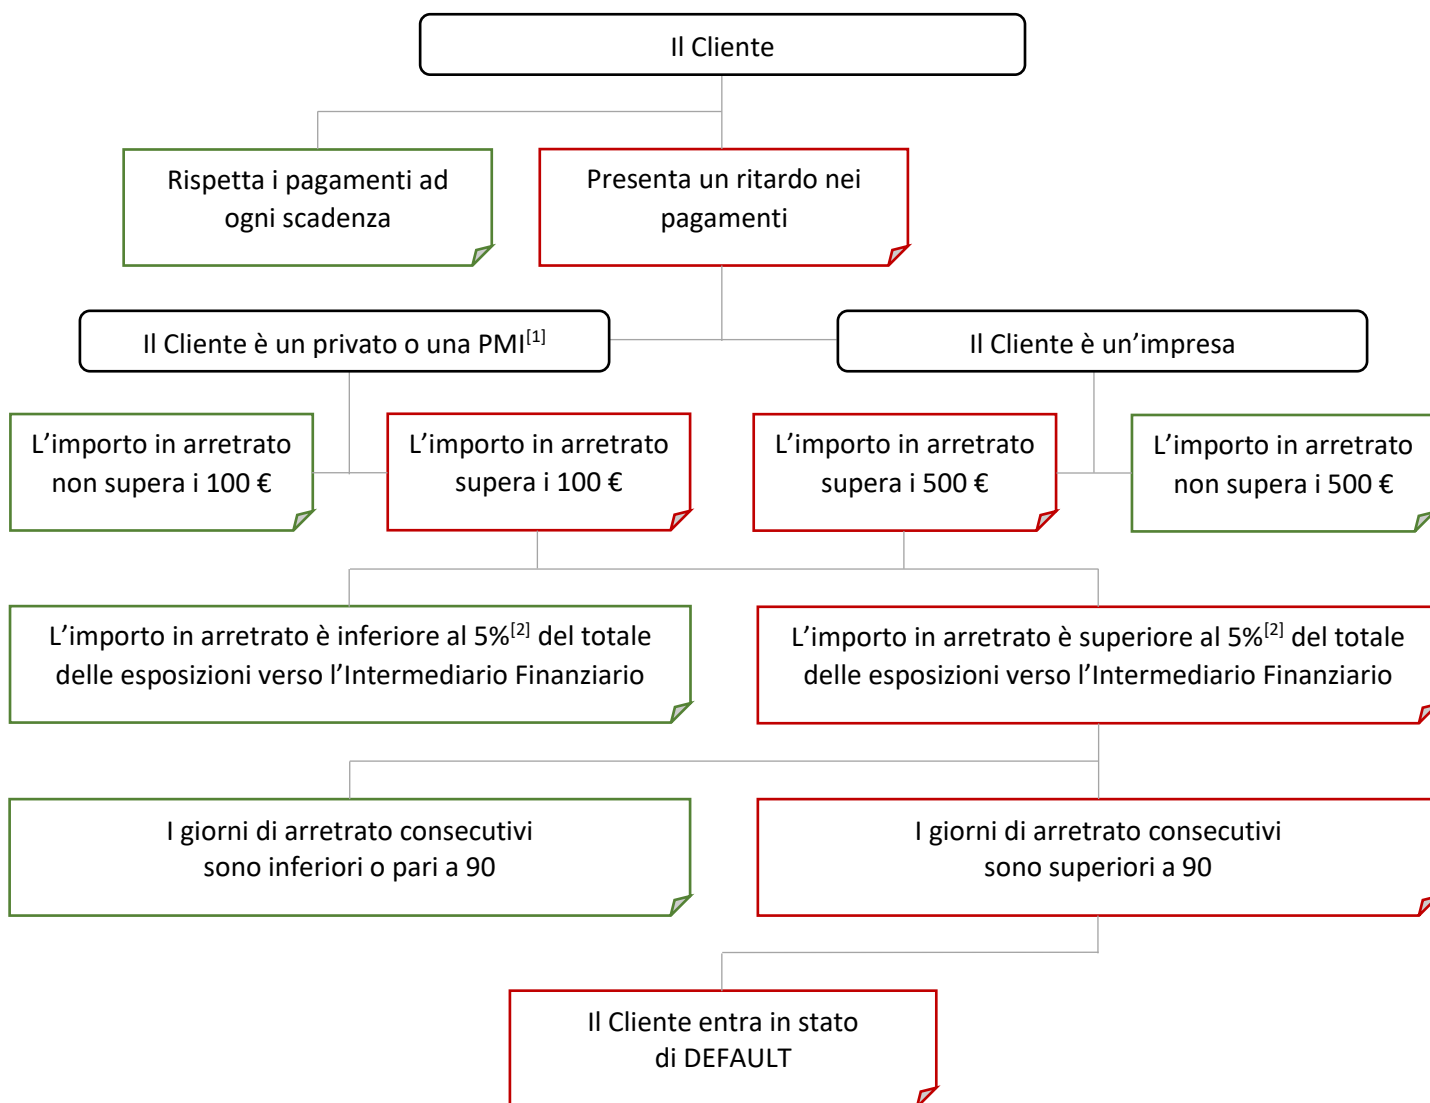 Il Cliente
Rispetta i pagamenti ad
ogni scadenza
Presenta un ritardo nei
pagamenti
Il Cliente è un privato o una PMI[1]
Il Cliente è un’impresa
L’importo in arretrato
non supera i 100 €
L’importo in arretrato
supera i 100 €
L’importo in arretrato
supera i 500 €
L’importo in arretrato
non supera i 500 €
L’importo in arretrato è inferiore al 5%[2] del totale
delle esposizioni verso l’Intermediario Finanziario
L’importo in arretrato è superiore al 5%[2] del totale
delle esposizioni verso l’Intermediario Finanziario
I giorni di arretrato consecutivi
sono inferiori o pari a 90
I giorni di arretrato consecutivi
sono superiori a 90
Il Cliente entra in stato
di DEFAULT